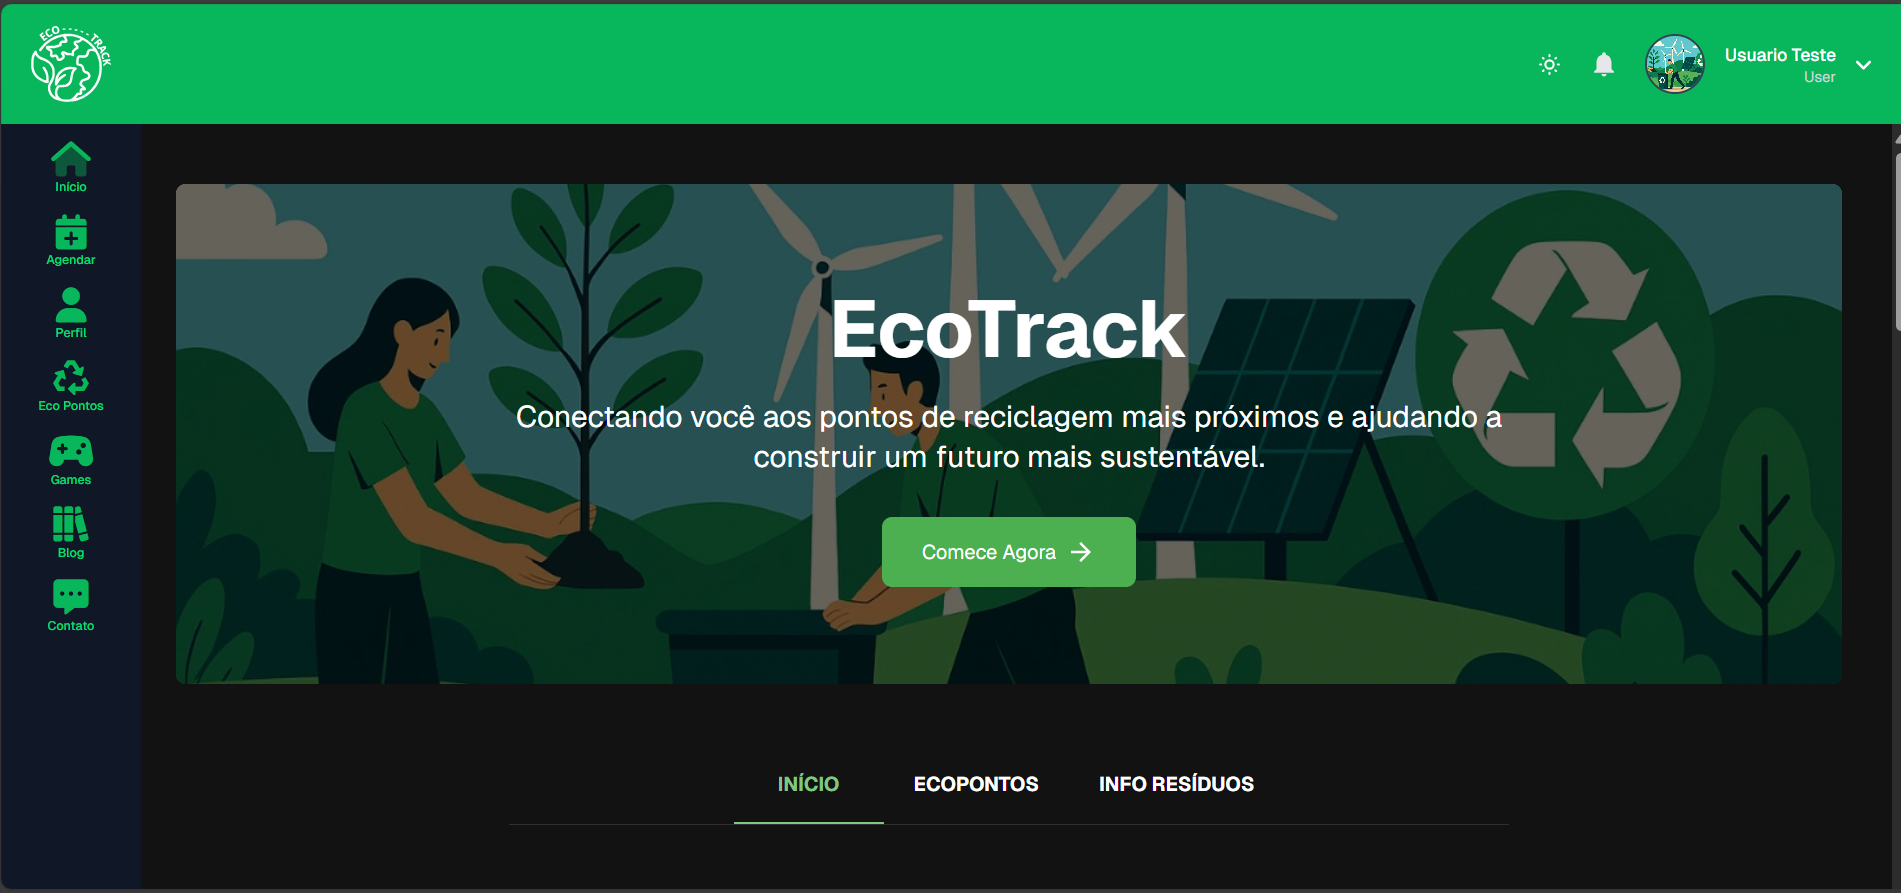 ECO-----TRACK
Usuario Teste
User
Início
Agendar
Perfil
Eco Pontos
Games
Blog
Contato
EcoTrack
Conectando você aos pontos de reciclagem mais próximos e ajudando a
construir um futuro mais sustentável.
Comece Agora
INÍCIO
ECOPONTOS
INFO RESÍDUOS